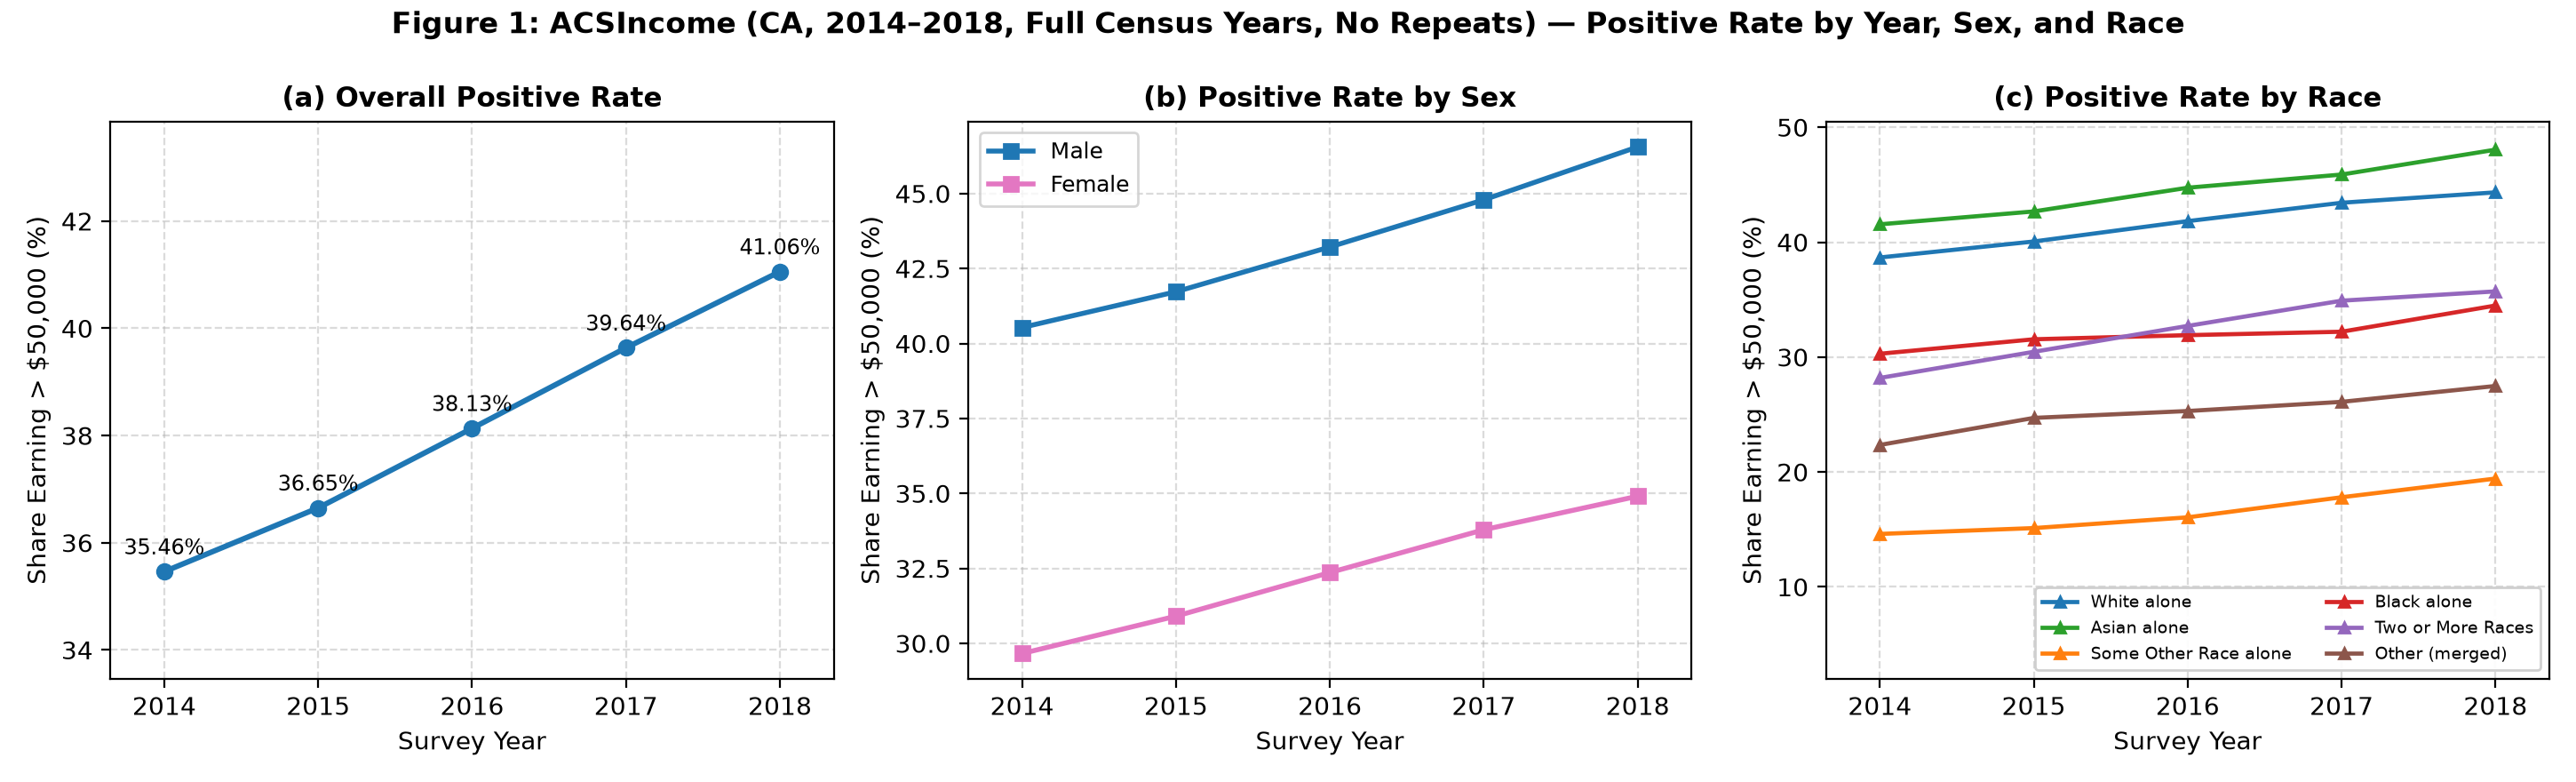 Figure 1: ACSIncome (CA, 2014–2018, Full Census Years, No Repeats) — Positive Rate by Year, Sex, and Race
(a) Overall Positive Rate
Share Earning > $50,000 (%)
42
40
38
36
34
35.46%
36.65%
38.13%
39.64%
41.06%
2014 2015 2016 2017 2018
Survey Year
(b) Positive Rate by Sex
Share Earning > $50,000 (%)
Male
Female
45.0
42.5
40.0
37.5
35.0
32.5
30.0
2014 2015 2016 2017 2018
Survey Year
(c) Positive Rate by Race
Share Earning > $50,000 (%)
50
40
30
20
10
White alone
Asian alone
Some Other Race alone
Black alone
Two or More Races
Other (merged)
2014 2015 2016 2017 2018
Survey Year